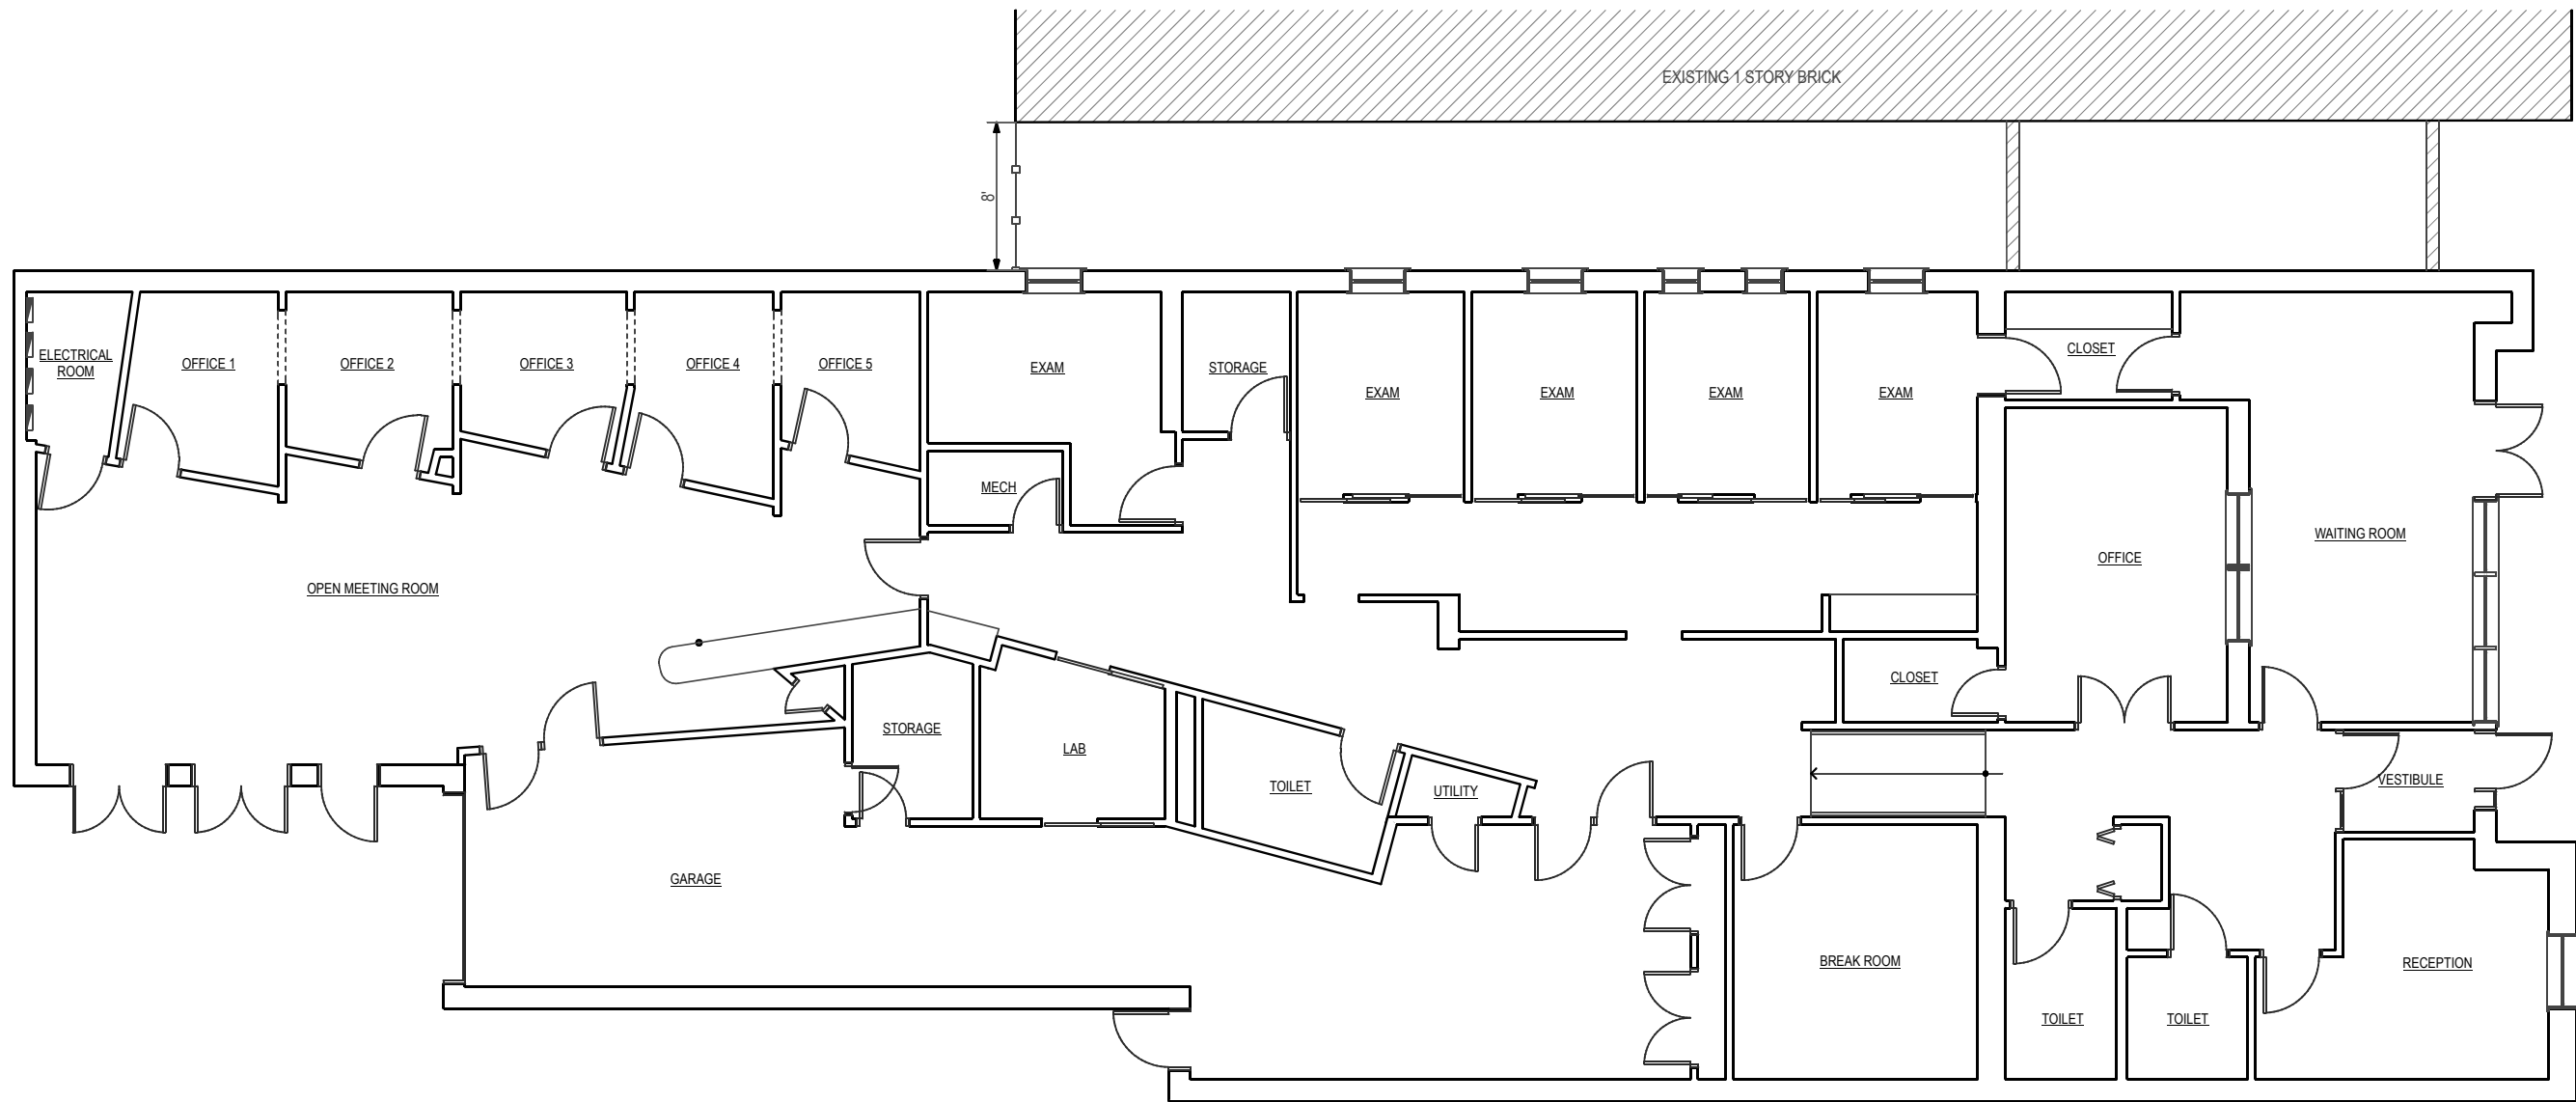 EXISTING 1 STORY BRICK
8'
ELECTRICAL
ROOM
OFFICE 1
OFFICE 2
OFFICE 3
OFFICE 4
OFFICE 5
EXAM
STORAGE
EXAM
EXAM
EXAM
EXAM
CLOSET
MECH
OPEN MEETING ROOM
OFFICE
WAITING ROOM
CLOSET
STORAGE
LAB
TOILET
UTILITY
VESTIBULE
GARAGE
BREAK ROOM
RECEPTION
TOILET
TOILET